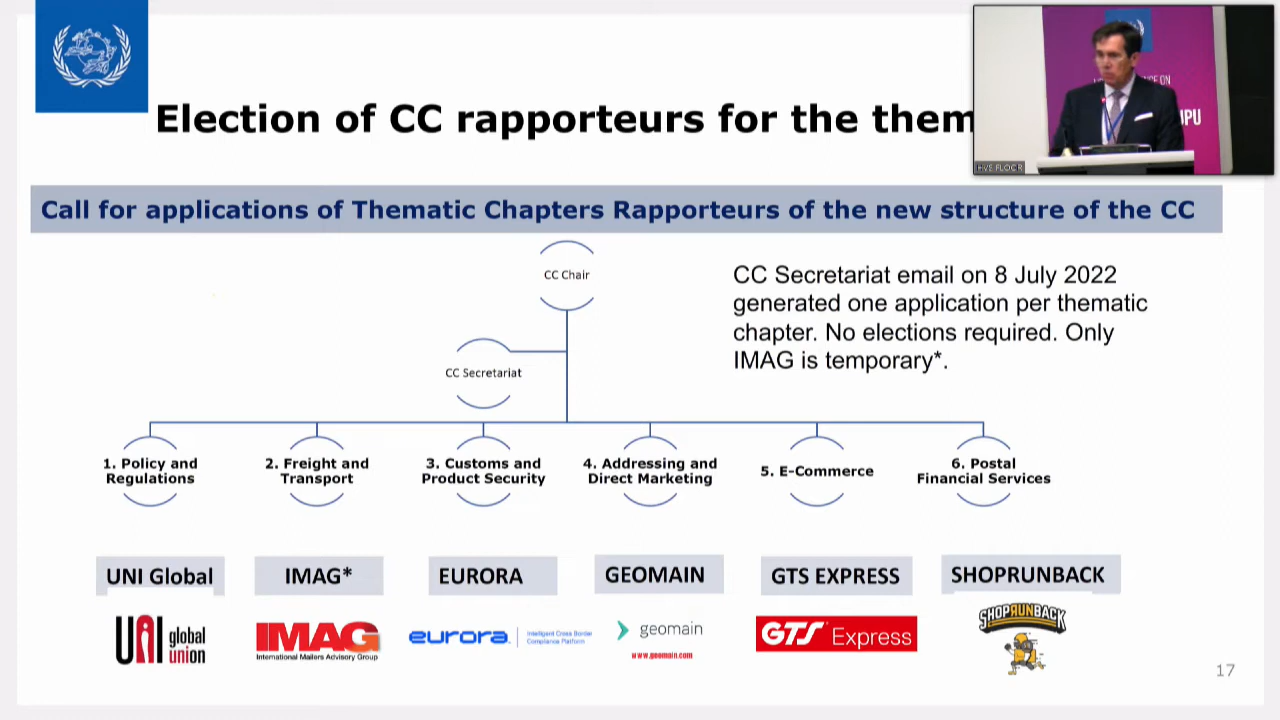 Election of CC rapporteurs for the them
CE ON
UPU
HVS FLOOR
Call for applications of Thematic Chapters Rapporteurs of the new structure of the CC
CC Chair
CC Secretariat email on 8 July 2022
generated one application per thematic
chapter. No elections required. Only
IMAG is temporary*.
CC Secretariat
1. Policy and
Regulations
2. Freight and
Transport
3. Customs and
Product Security
4. Addressing and
Direct Marketing
5. E-Commerce
6. Postal
Financial Services
UNI Global
IMAG*
EURORA
GEOMAIN
GTS EXPRESS
SHOPRUNBACK
UNI global
union
IMAG
International Mailers Advisory Group
eurora
Intelligent Cross Border
Compliance Platform
geomain
www.geomain.com
GTS Express
SHOPRUNBACK
17